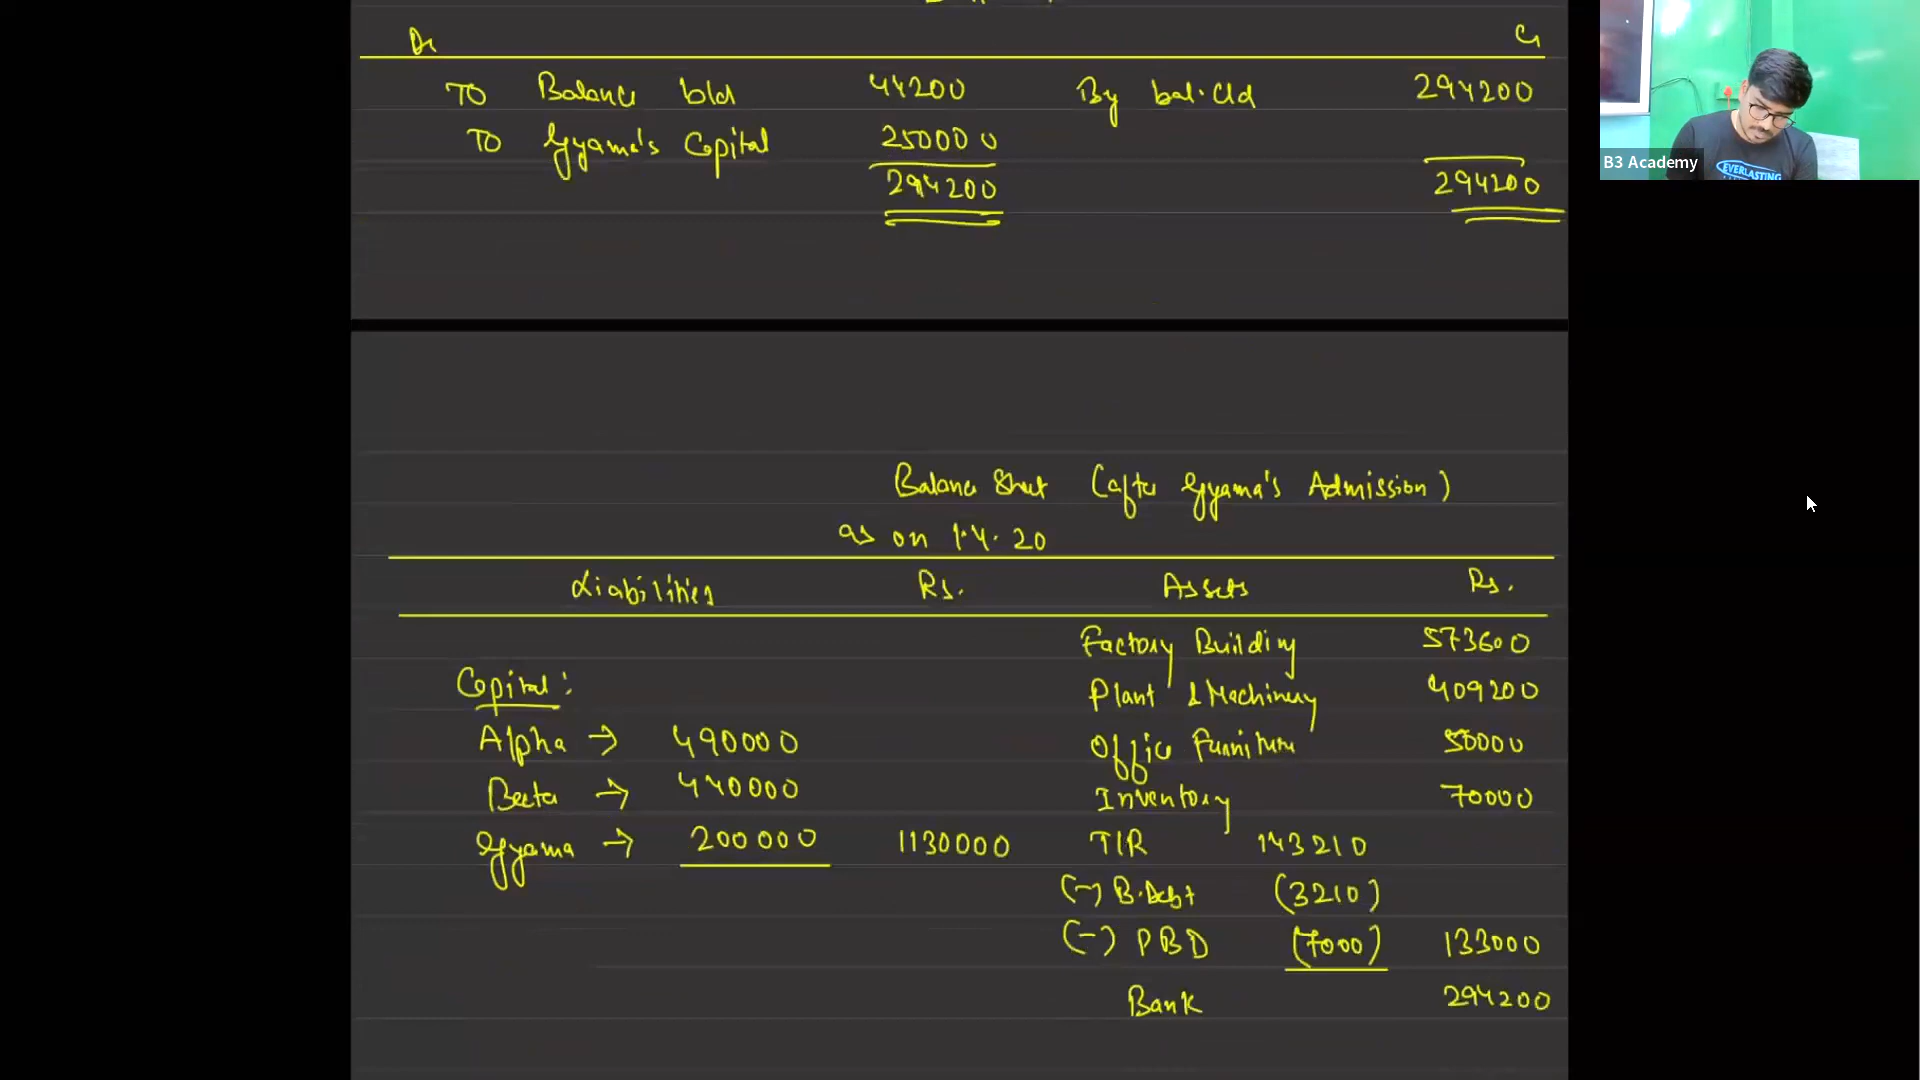 Dr Cr
To Balance b/d 44200 By bal. c/d 294200
To Gyama's Capital 250000
294200 294200
B3 Academy
EVERLASTING
Balance Sheet (after Gyama's Admission)
as on 1.4.20
Liabilities Rs. Assets Rs.
Factory Building 573600
Capital:
Plant & Machinery 409200
Alpha → 490000 Office Furniture 50000
Beeta → 440000 Inventory 70000
Gyama → 200000 1130000 T/R 143210
(-) B.Debt (3210)
(-) PBD (7000) 133000
Bank 294200